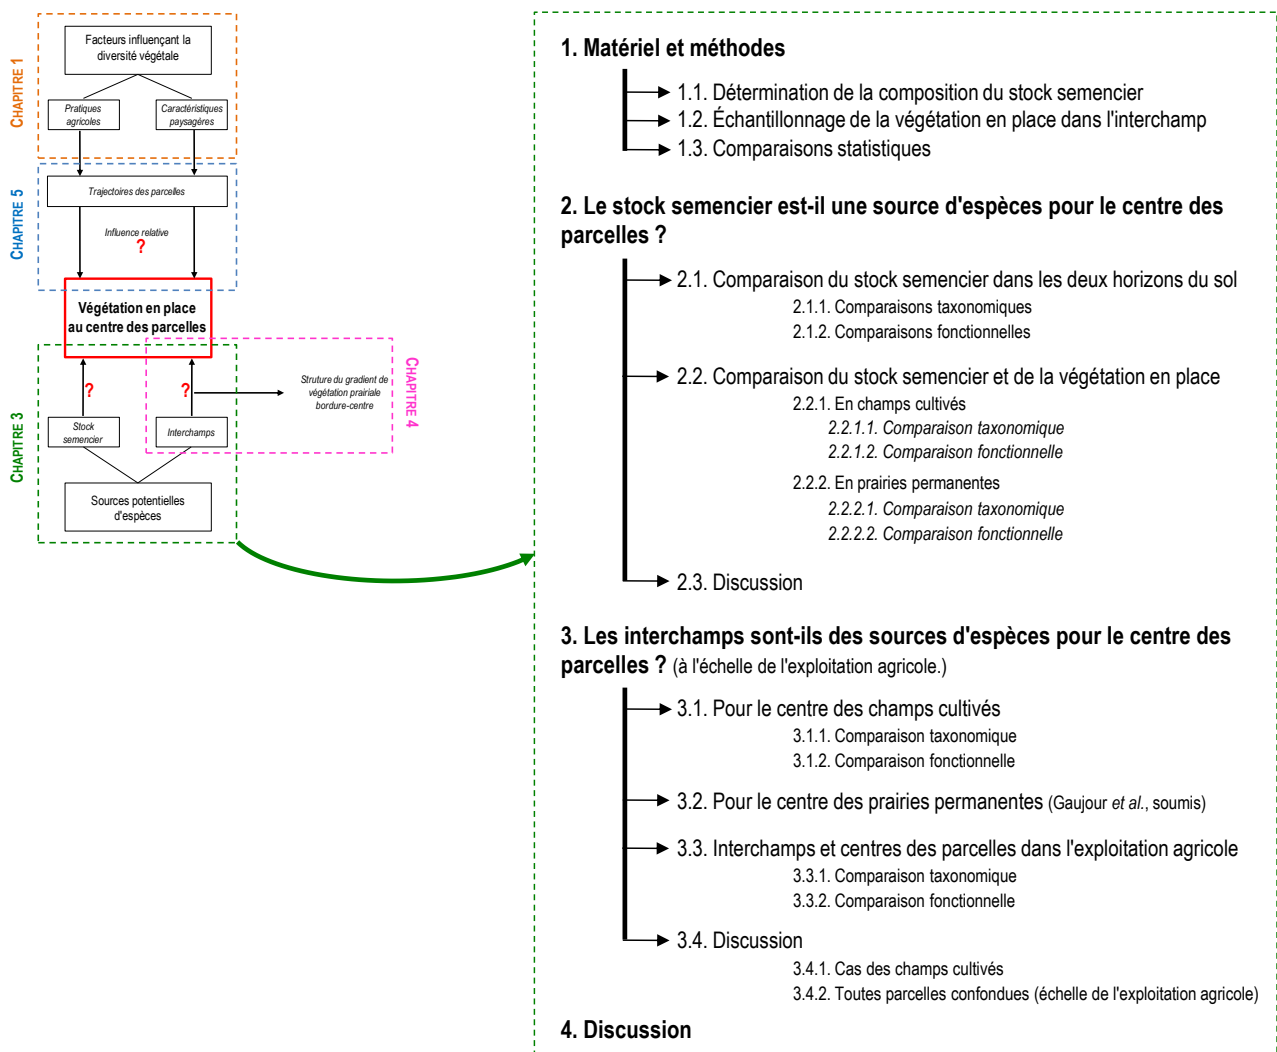 CHAPITRE 1
Facteurs influençant la
diversité végétale
Pratiques
agricoles
Caractéristiques
paysagères
CHAPITRE 5
Trajectoires des parcelles
Influence relative
?
Végétation en place
au centre des parcelles
CHAPITRE 3
?
?
Struture du gradient de
végétation prairiale
bordure-centre
CHAPITRE 4
Stock
semencier
Interchamps
Sources potentielles
d'espèces
1. Matériel et méthodes
1.1. Détermination de la composition du stock semencier
1.2. Échantillonnage de la végétation en place dans l'interchamp
1.3. Comparaisons statistiques
2. Le stock semencier est-il une source d'espèces pour le centre des
parcelles ?
2.1. Comparaison du stock semencier dans les deux horizons du sol
2.1.1. Comparaisons taxonomiques
2.1.2. Comparaisons fonctionnelles
2.2. Comparaison du stock semencier et de la végétation en place
2.2.1. En champs cultivés
2.2.1.1. Comparaison taxonomique
2.2.1.2. Comparaison fonctionnelle
2.2.2. En prairies permanentes
2.2.2.1. Comparaison taxonomique
2.2.2.2. Comparaison fonctionnelle
2.3. Discussion
3. Les interchamps sont-ils des sources d'espèces pour le centre des
parcelles ? (à l'échelle de l'exploitation agricole.)
3.1. Pour le centre des champs cultivés
3.1.1. Comparaison taxonomique
3.1.2. Comparaison fonctionnelle
3.2. Pour le centre des prairies permanentes (Gaujour et al., soumis)
3.3. Interchamps et centres des parcelles dans l'exploitation agricole
3.3.1. Comparaison taxonomique
3.3.2. Comparaison fonctionnelle
3.4. Discussion
3.4.1. Cas des champs cultivés
3.4.2. Toutes parcelles confondues (échelle de l'exploitation agricole)
4. Discussion